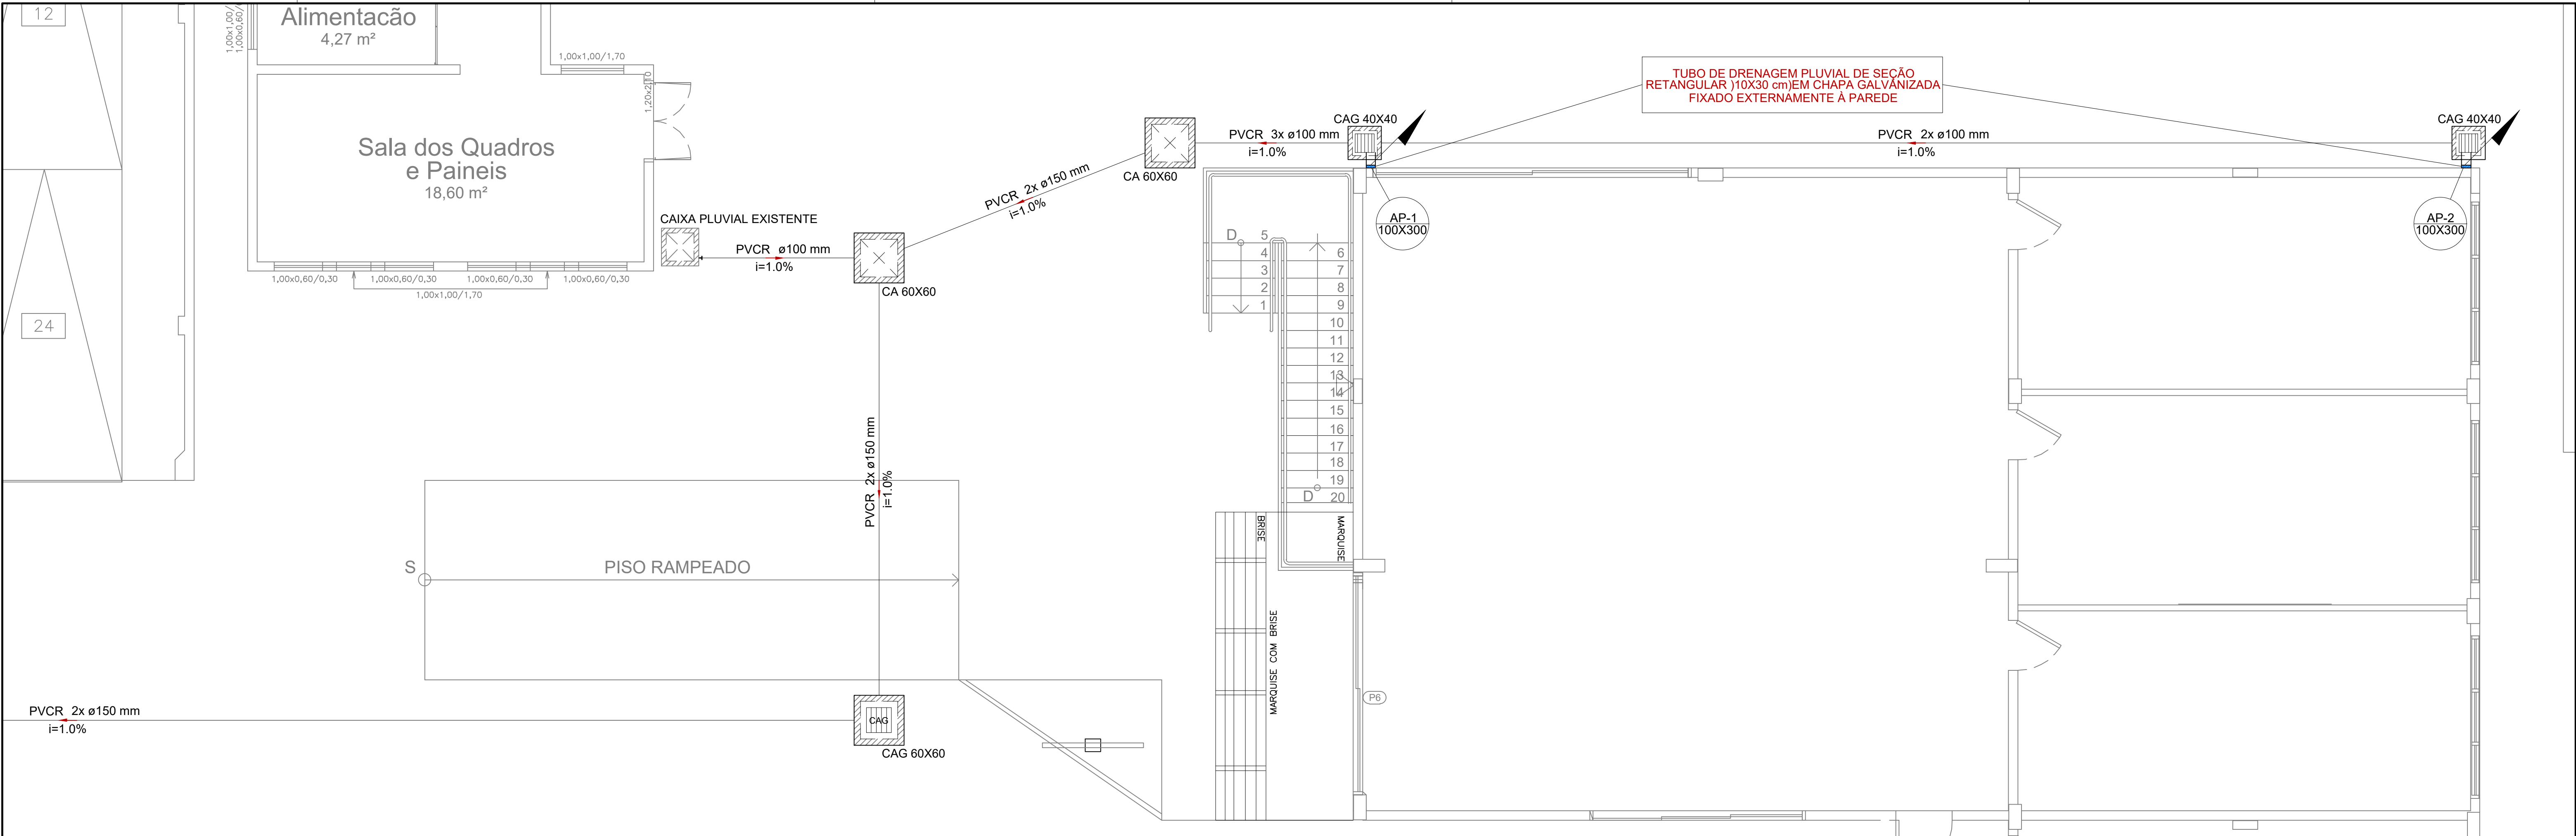 12
Alimentacão
4,27 m²
1,00x1,00/1,70
1,20x2,10
Sala dos Quadros
e Paineis
18,60 m²
1,00x0,60/0,30
1,00x0,60/0,30
1,00x0,60/0,30
1,00x0,60/0,30
1,00x1,00/1,70
24
CAIXA PLUVIAL EXISTENTE
PVCR ø100 mm
i=1.0%
CA 60X60
PVCR 2x ø150 mm
i=1.0%
CA 60X60
PVCR 3x ø100 mm
i=1.0%
CAG 40X40
TUBO DE DRENAGEM PLUVIAL DE SEÇÃO
RETANGULAR )10X30 cm)EM CHAPA GALVANIZADA
FIXADO EXTERNAMENTE À PAREDE
PVCR 2x ø100 mm
i=1.0%
CAG 40X40
AP-1
100X300
AP-2
100X300
D
5
4
3
2
1
6
7
8
9
10
11
12
13
14
15
16
17
18
19
20
D
BRISE
MARQUISE
MARQUISE COM BRISE
P6
PVCR 2x ø150 mm
i=1.0%
S
PISO RAMPEADO
CAG
CAG 60X60
PVCR 2x ø150 mm
i=1.0%